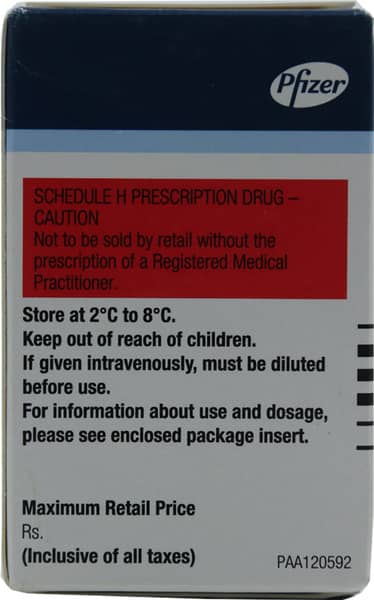 Pfizer
SCHEDULE H PRESCRIPTION DRUG –
CAUTION
Not to be sold by retail without the
prescription of a Registered Medical
Practitioner.
Store at 2°C to 8°C.
Keep out of reach of children.
If given intravenously, must be diluted
before use.
For information about use and dosage,
please see enclosed package insert.
Maximum Retail Price
Rs.
(Inclusive of all taxes)
PAA120592